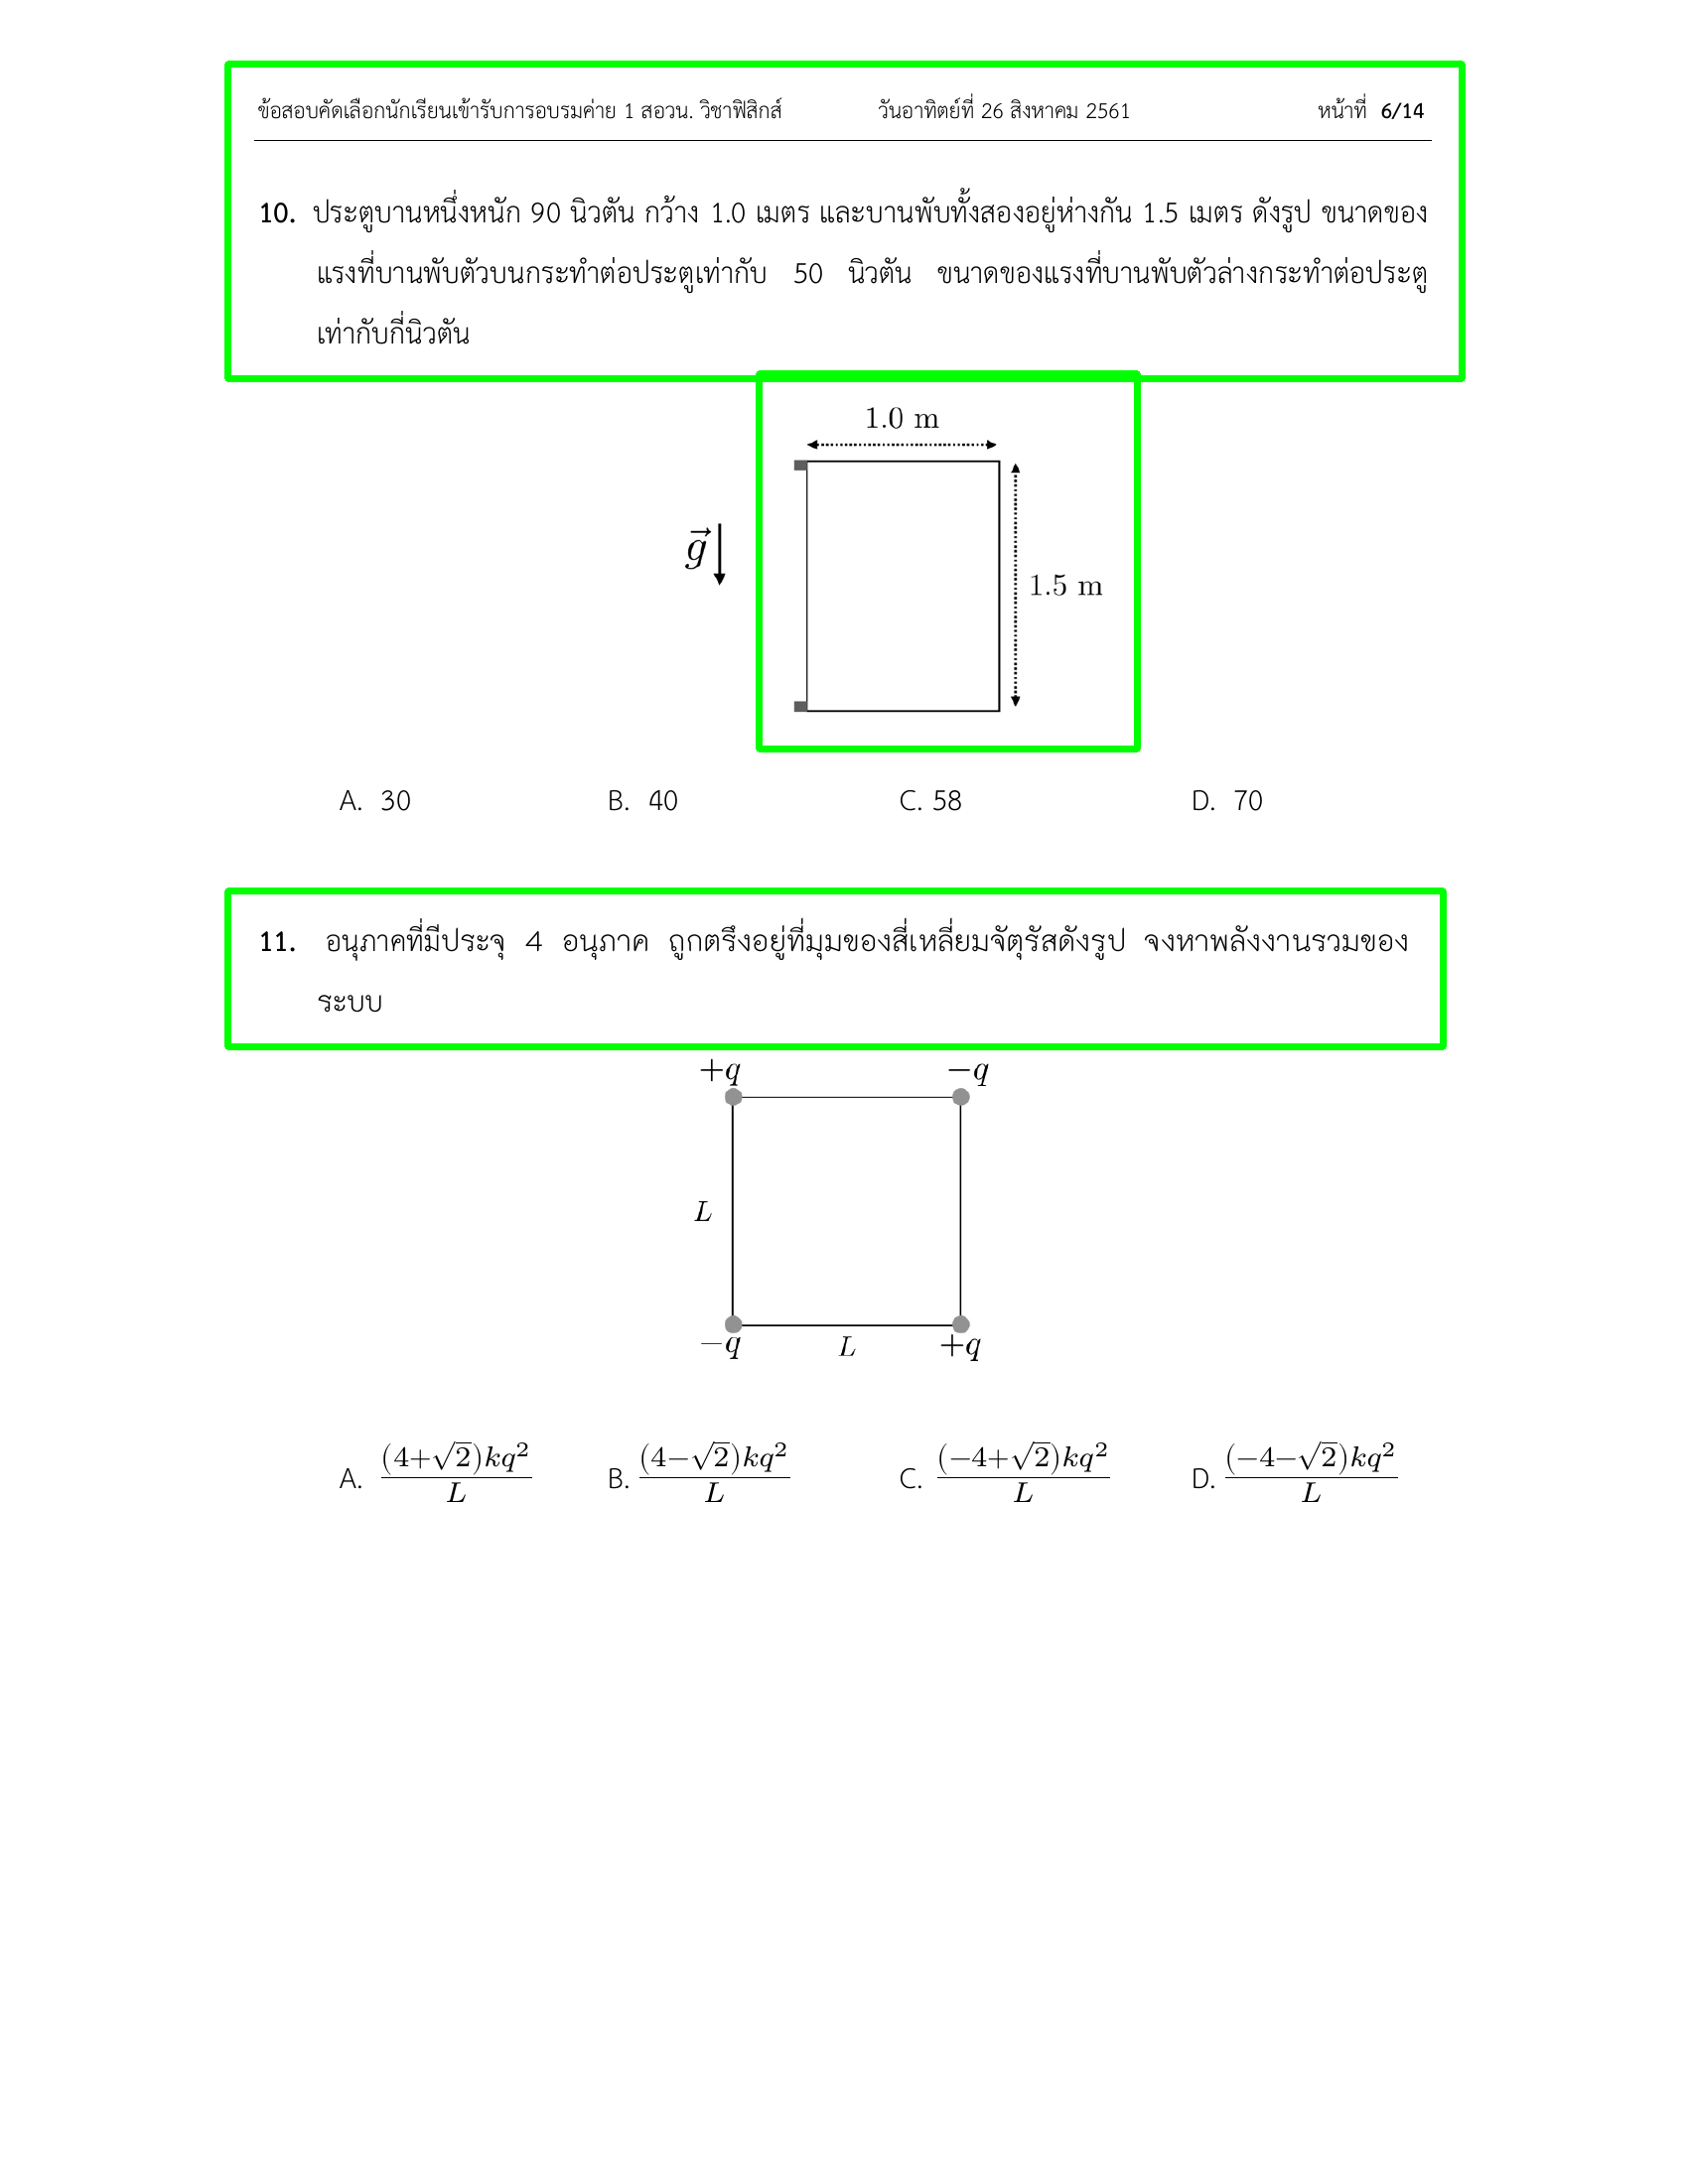 ข้อสอบคัดเลือกนักเรียนเข้ารับการอบรมค่าย 1 สอวน. วิชาฟิสิกส์ วันอาทิตย์ที่ 26 สิงหาคม 2561 หน้าที่ 6/14
10. ประตูบานหนึ่งหนัก 90 นิวตัน กว้าง 1.0 เมตร และบานพับทั้งสองอยู่ห่างกัน 1.5 เมตร ดังรูป ขนาดของ
แรงที่บานพับตัวบนกระทำต่อประตูเท่ากับ 50 นิวตัน ขนาดของแรงที่บานพับตัวล่างกระทำต่อประตู
เท่ากับกี่นิวตัน
1.0 m
$\vec{g}$
1.5 m
A. 30 B. 40 C. 58 D. 70
11. อนุภาคที่มีประจุ 4 อนุภาค ถูกตรึงอยู่ที่มุมของสี่เหลี่ยมจัตุรัสดังรูป จงหาพลังงานรวมของ
ระบบ
+q −q
L
−q L +q
A. $\frac{(4+\sqrt{2})kq^2}{L}$ B. $\frac{(4-\sqrt{2})kq^2}{L}$ C. $\frac{(-4+\sqrt{2})kq^2}{L}$ D. $\frac{(-4-\sqrt{2})kq^2}{L}$